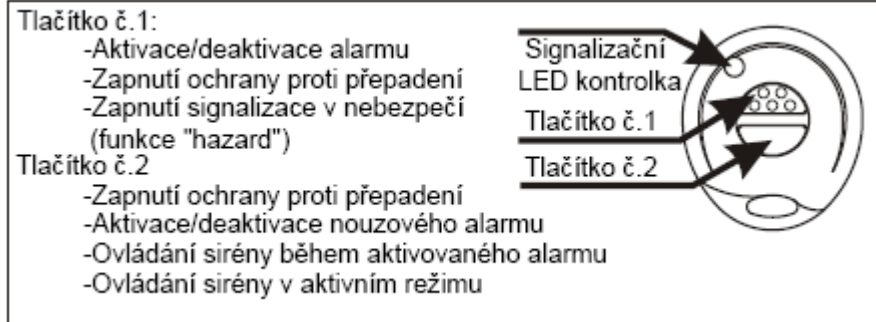 Tlačítko č.1:
-Aktivace/deaktivace alarmu
-Zapnutí ochrany proti přepadení
-Zapnutí signalizace v nebezpečí
(funkce "hazard")
Tlačítko č.2
-Zapnutí ochrany proti přepadení
-Aktivace/deaktivace nouzového alarmu
-Ovládání sirény během aktivovaného alarmu
-Ovládání sirény v aktivním režimu
Signalizační
LED kontrolka
Tlačítko č.1
Tlačítko č.2